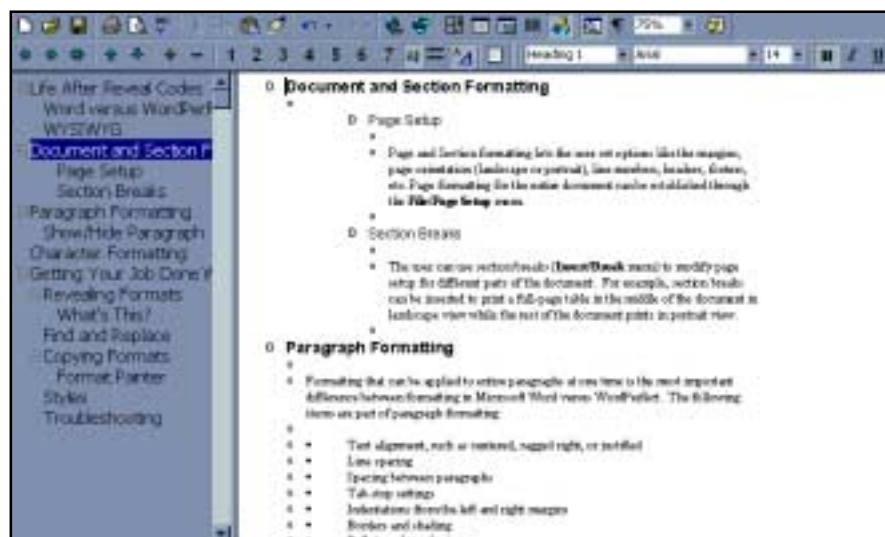 75%
1 2 3 4 5 6 7 Heading 1 Arial 14 B I U
Life After Reveal Codes
Word versus WordPerf
WYSIWYG
Document and Section F
Page Setup
Section Breaks
Paragraph Formatting
Show/Hide Paragraph
Character Formatting
Getting Your Job Done W
Revealing Formats
What's This?
Find and Replace
Copying Formats
Format Painter
Styles
Troubleshooting
Document and Section Formatting
Page Setup
Page and Section formatting lets the user set options like the margins,
page orientation (landscape or portrait), line numbers, headers, footers,
etc. Page formatting for the entire document can be established through
the File/Page Setup menu.
Section Breaks
The user can use section breaks (Insert/Break menu) to modify page
setup for different parts of the document. For example, section breaks
can be inserted to print a full-page table in the middle of the document in
landscape view while the rest of the document prints in portrait view.
Paragraph Formatting
Formatting that can be applied to entire paragraphs at one time is the most important
difference between formatting in Microsoft Word versus WordPerfect. The following
items are part of paragraph formatting:
Text alignment, such as centered, ragged right, or justified
Line spacing
Spacing between paragraphs
Tab stop settings
Indentations from the left and right margins
Borders and shading